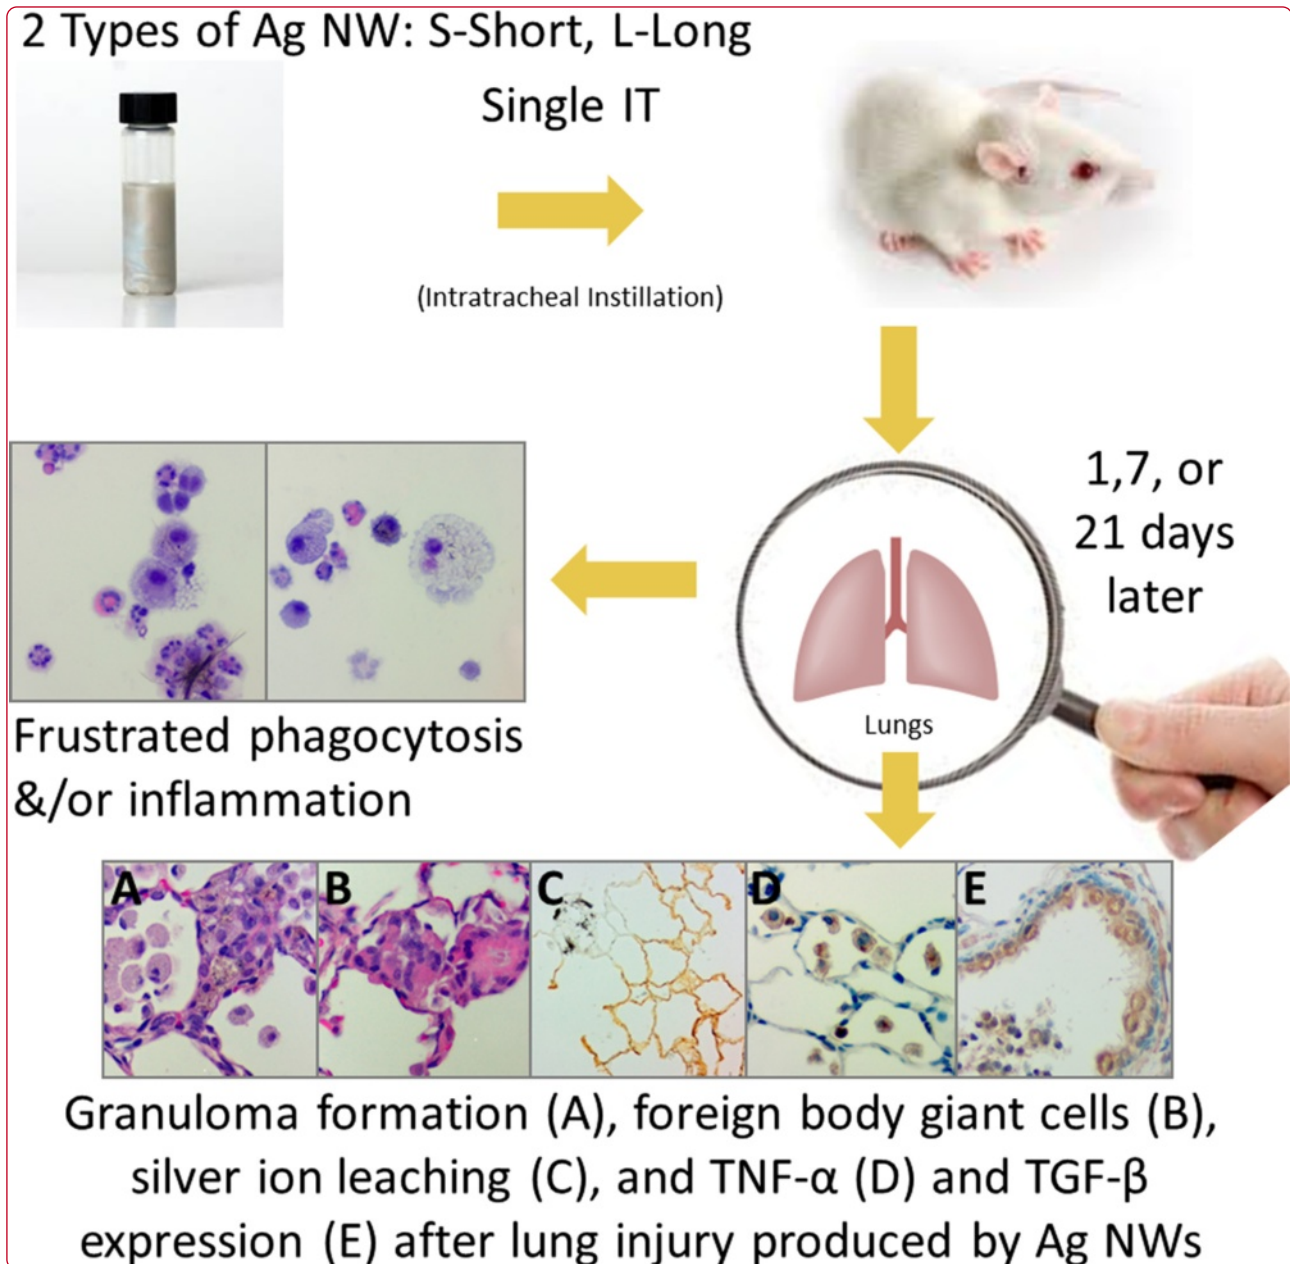 2 Types of Ag NW: S-Short, L-Long
Single IT
(Intratracheal Instillation)
1,7, or
21 days
later
Lungs
Frustrated phagocytosis
&/or inflammation
A
B
C
D
E
Granuloma formation (A), foreign body giant cells (B),
silver ion leaching (C), and TNF-α (D) and TGF-β
expression (E) after lung injury produced by Ag NWs